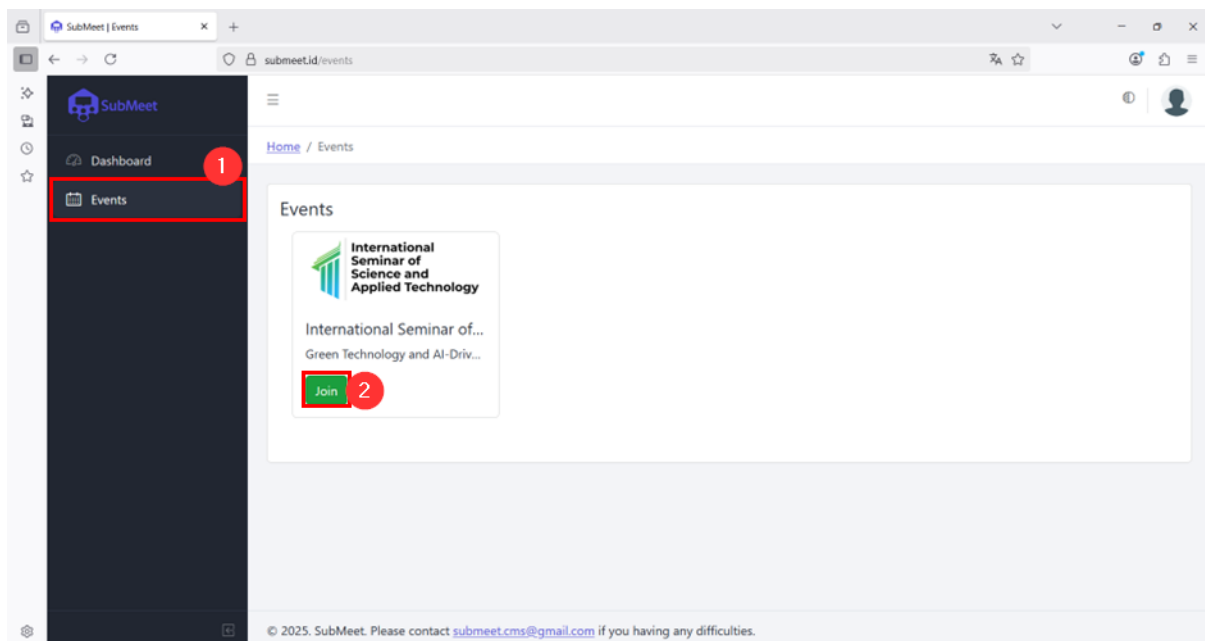 SubMeet | Events
submeet.id/events
SubMeet
Home / Events
Dashboard
1
Events
Events
International
Seminar of
Science and
Applied Technology
International Seminar of...
Green Technology and AI-Driv...
Join
2
© 2025. SubMeet. Please contact submeet.cms@gmail.com if you having any difficulties.